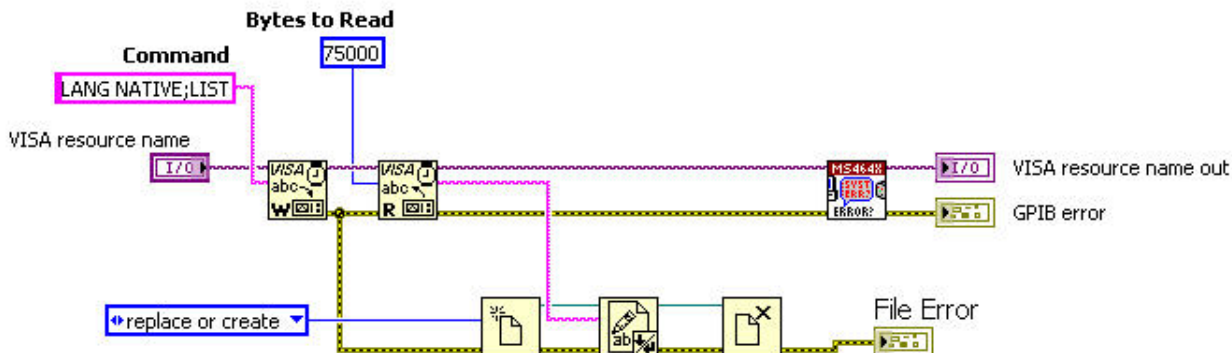 Bytes to Read
75000
Command
LANG NATIVE;LIST
VISA resource name
I/O
VISA
abc
W
VISA
abc
R
MS464X
SYST
ERR?
ERROR?
I/O
VISA resource name out
GPIB error
replace or create
ab
File Error